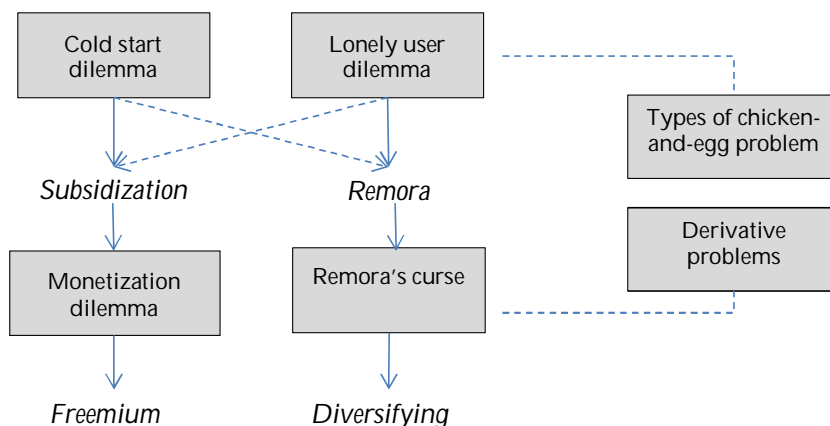 Cold start
dilemma
Lonely user
dilemma
Types of chicken-
and-egg problem
Subsidization
Remora
Derivative
problems
Monetization
dilemma
Remora's curse
Freemium
Diversifying